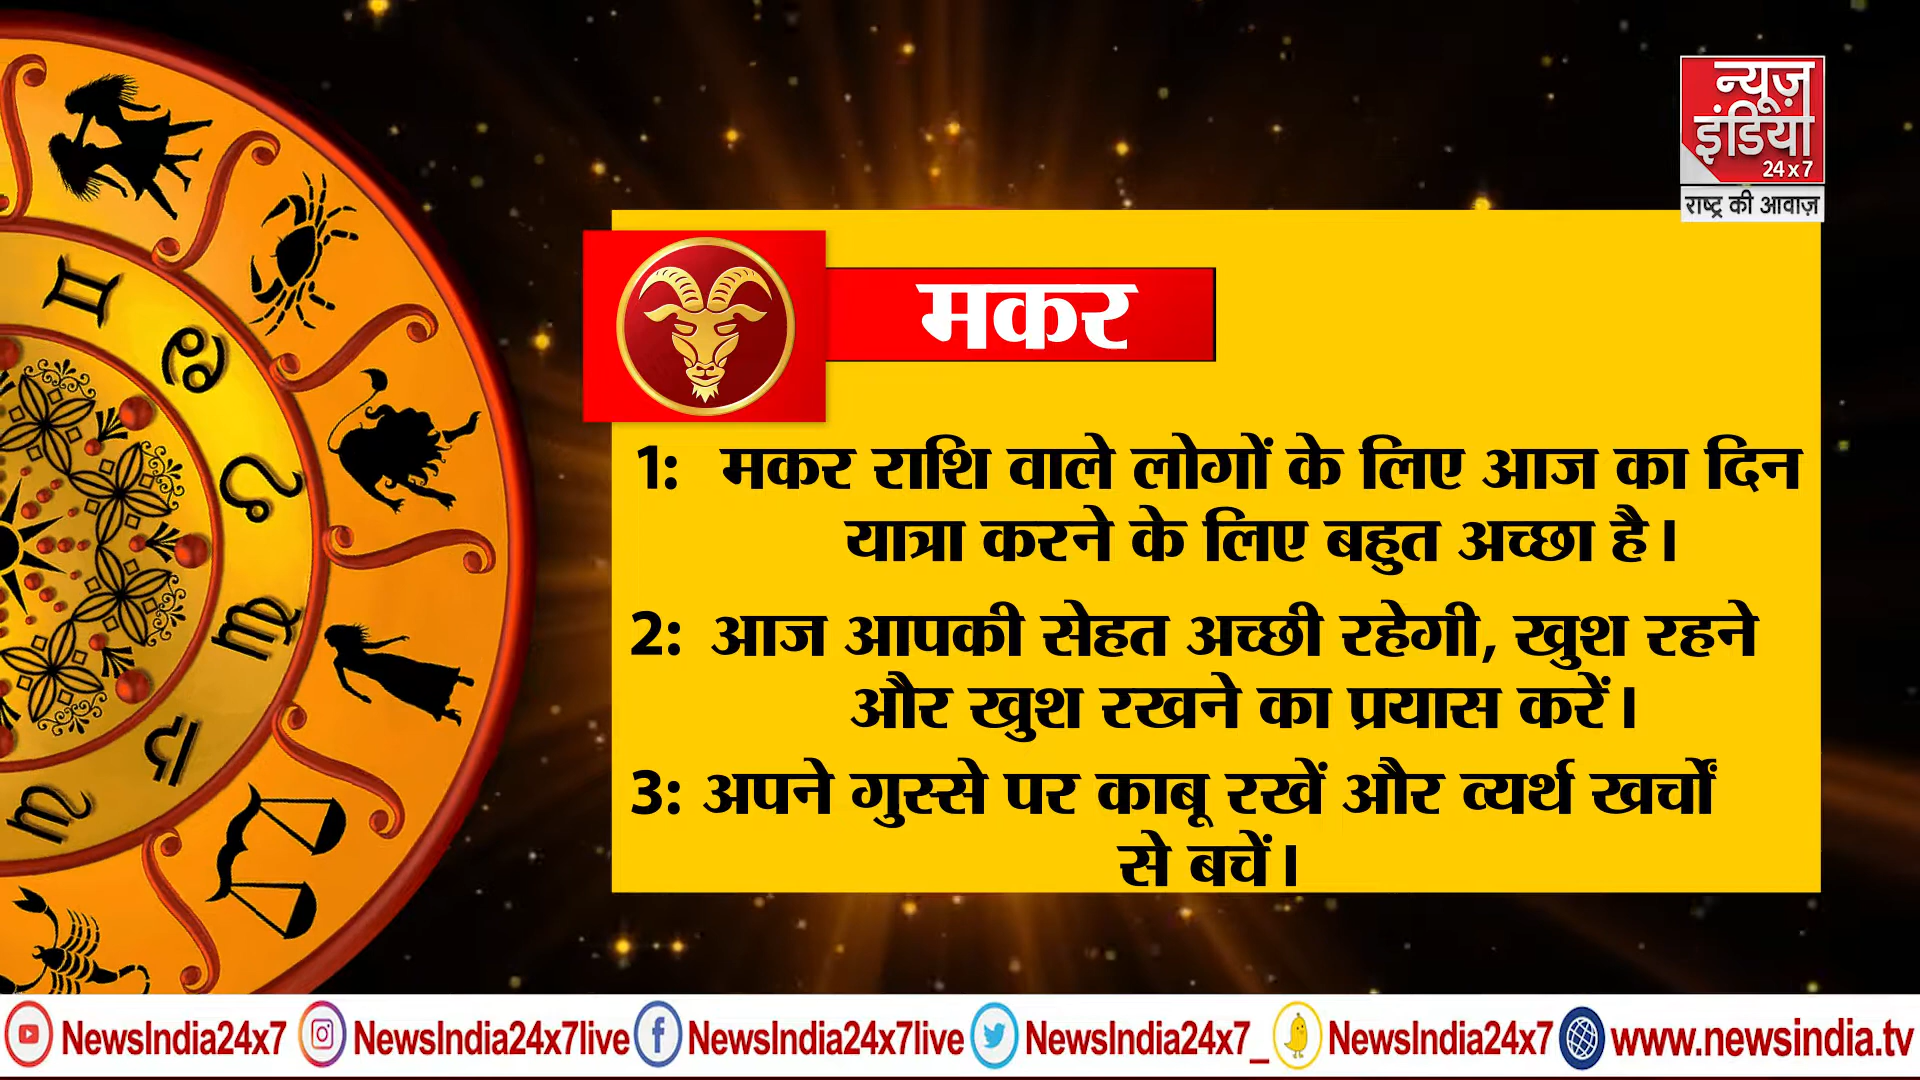 न्यूज़
इंडिया
24x7
राष्ट्र की आवाज़
मकर
1: मकर राशि वाले लोगों के लिए आज का दिन
यात्रा करने के लिए बहुत अच्छा है।
2: आज आपकी सेहत अच्छी रहेगी, खुश रहने
और खुश रखने का प्रयास करें।
3: अपने गुस्से पर काबू रखें और व्यर्थ खर्चों
से बचें।
NewsIndia24x7 NewsIndia24x7live NewsIndia24x7live NewsIndia24x7_ NewsIndia24x7 www.newsindia.tv